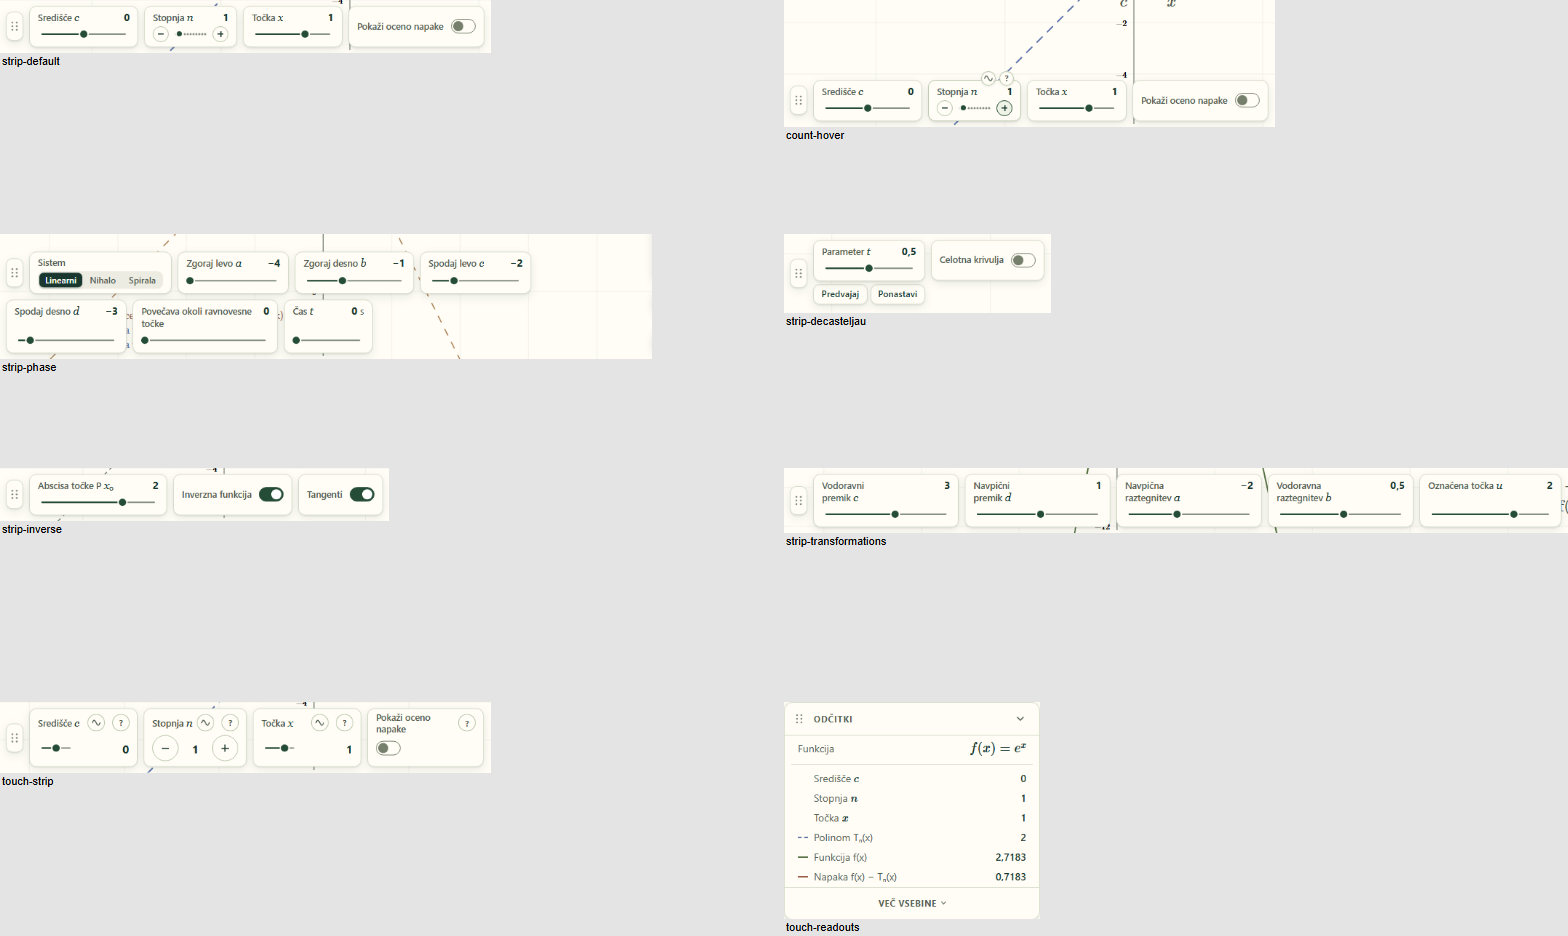 Središče c 0
Stopnja n 1
− +
Točka x 1
Pokaži oceno napake
strip-default
c x
−2
−4
?
Središče c 0
Stopnja n 1
− +
Točka x 1
Pokaži oceno napake
count-hover
Sistem
Linearni Nihalo Spirala
Zgoraj levo a −4
Zgoraj desno b −1
Spodaj levo c −2
Spodaj desno d −3
Povečava okoli ravnovesne
točke
0
Čas t 0 s
strip-phase
Parameter t 0,5
Celotna krivulja
Predvajaj Ponastavi
strip-decasteljau
Abscisa točke P x₀ 2
Inverzna funkcija
Tangenti
strip-inverse
Vodoravni
premik c
3
Navpični
premik d
1
Navpična
raztegnitev a
−2
Vodoravna
raztegnitev b
0,5
Označena točka u 2
strip-transformations
Središče c ?
0
Stopnja n ?
− 1 +
Točka x ?
1
Pokaži oceno
napake
?
touch-strip
ODČITKI
Funkcija f(x) = eˣ
Središče c 0
Stopnja n 1
Točka x 1
Polinom Tₙ(x) 2
Funkcija f(x) 2,7183
Napaka f(x) − Tₙ(x) 0,7183
VEČ VSEBINE
touch-readouts